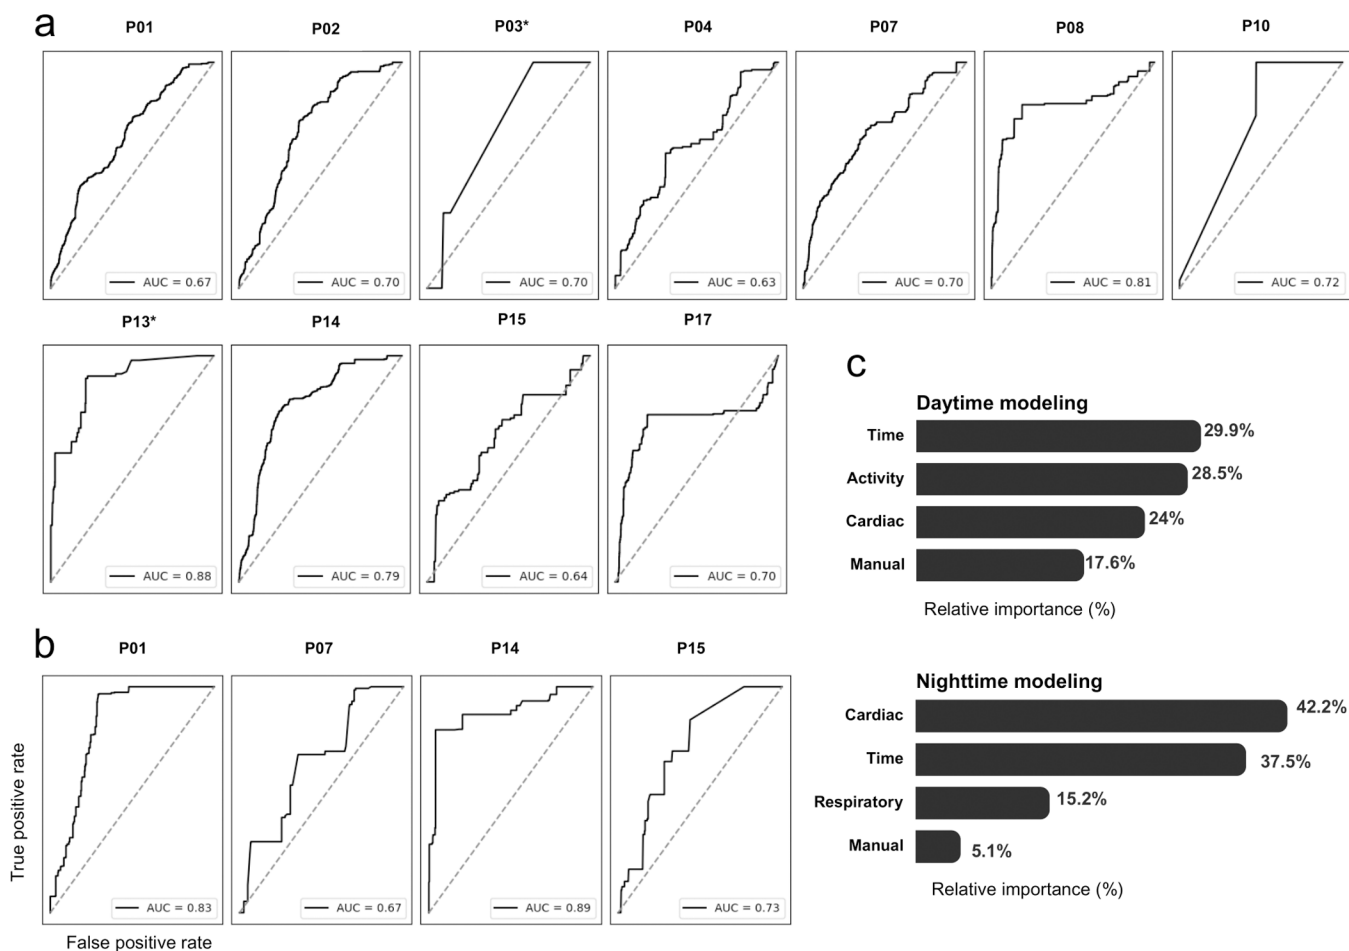 a
P01 P02 P03* P04 P07 P08 P10
AUC = 0.67 AUC = 0.70 AUC = 0.70 AUC = 0.63 AUC = 0.70 AUC = 0.81 AUC = 0.72
P13* P14 P15 P17
AUC = 0.88 AUC = 0.79 AUC = 0.64 AUC = 0.70
b
P01 P07 P14 P15
True positive rate
AUC = 0.83 AUC = 0.67 AUC = 0.89 AUC = 0.73
False positive rate
c
Daytime modeling
Time 29.9%
Activity 28.5%
Cardiac 24%
Manual 17.6%
Relative importance (%)
Nighttime modeling
Cardiac 42.2%
Time 37.5%
Respiratory 15.2%
Manual 5.1%
Relative importance (%)